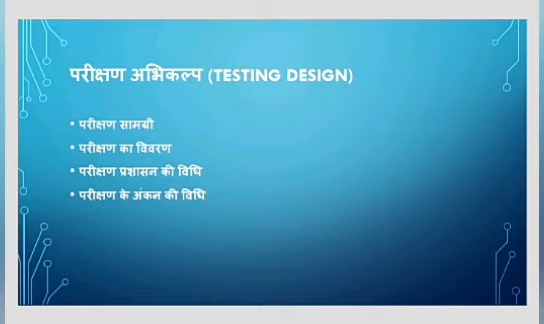 परीक्षण अभिकल्प (TESTING DESIGN)
• परीक्षण सामग्री
• परीक्षण का विवरण
• परीक्षण प्रशासन की विधि
• परीक्षण के अंकन की विधि